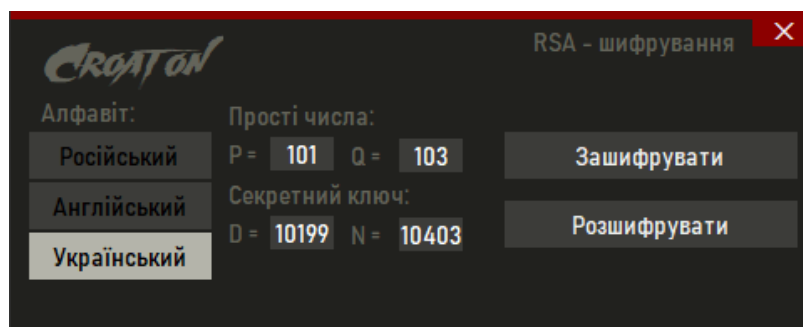 CROATON
RSA - шифрування
Алфавіт:
Російський
Англійський
Український
Прості числа:
P = 101 Q = 103
Секретний ключ:
D = 10199 N = 10403
Зашифрувати
Розшифрувати